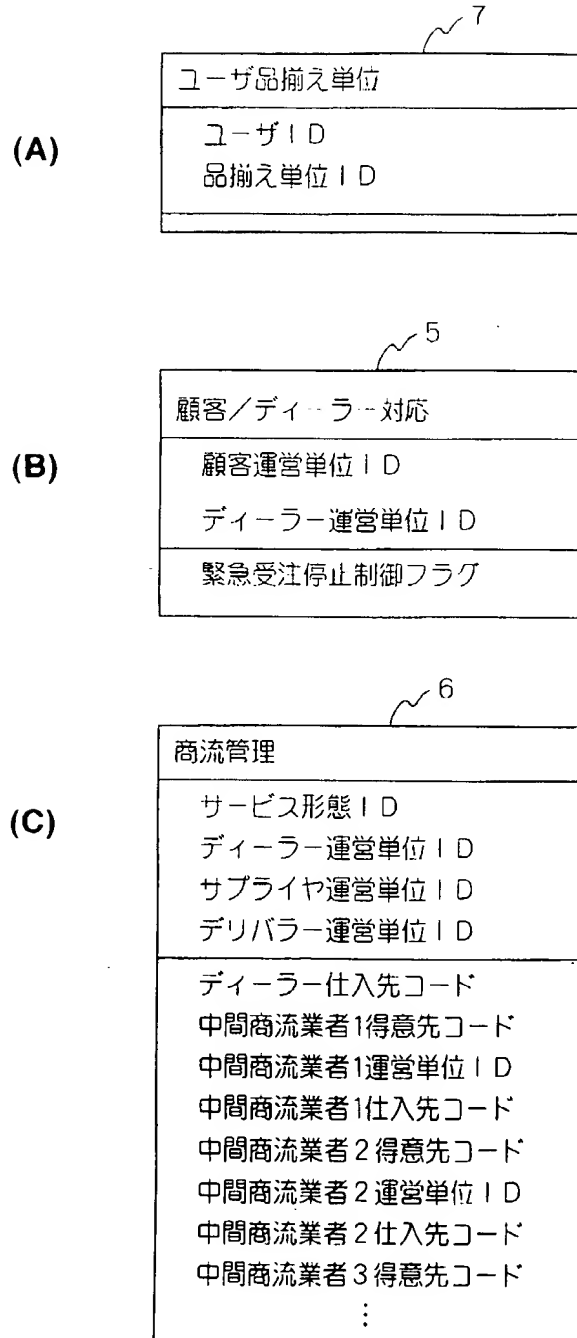 7
ユーザ品揃え単位
(A)
ユーザID
品揃え単位ID
5
顧客/ディーラー対応
(B)
顧客運営単位ID
ディーラー運営単位ID
緊急受注停止制御フラグ
6
商流管理
(C)
サービス形態ID
ディーラー運営単位ID
サプライヤ運営単位ID
デリバラー運営単位ID
ディーラー仕入先コード
中間商流業者1得意先コード
中間商流業者1運営単位ID
中間商流業者1仕入先コード
中間商流業者2得意先コード
中間商流業者2運営単位ID
中間商流業者2仕入先コード
中間商流業者3得意先コード
⋮